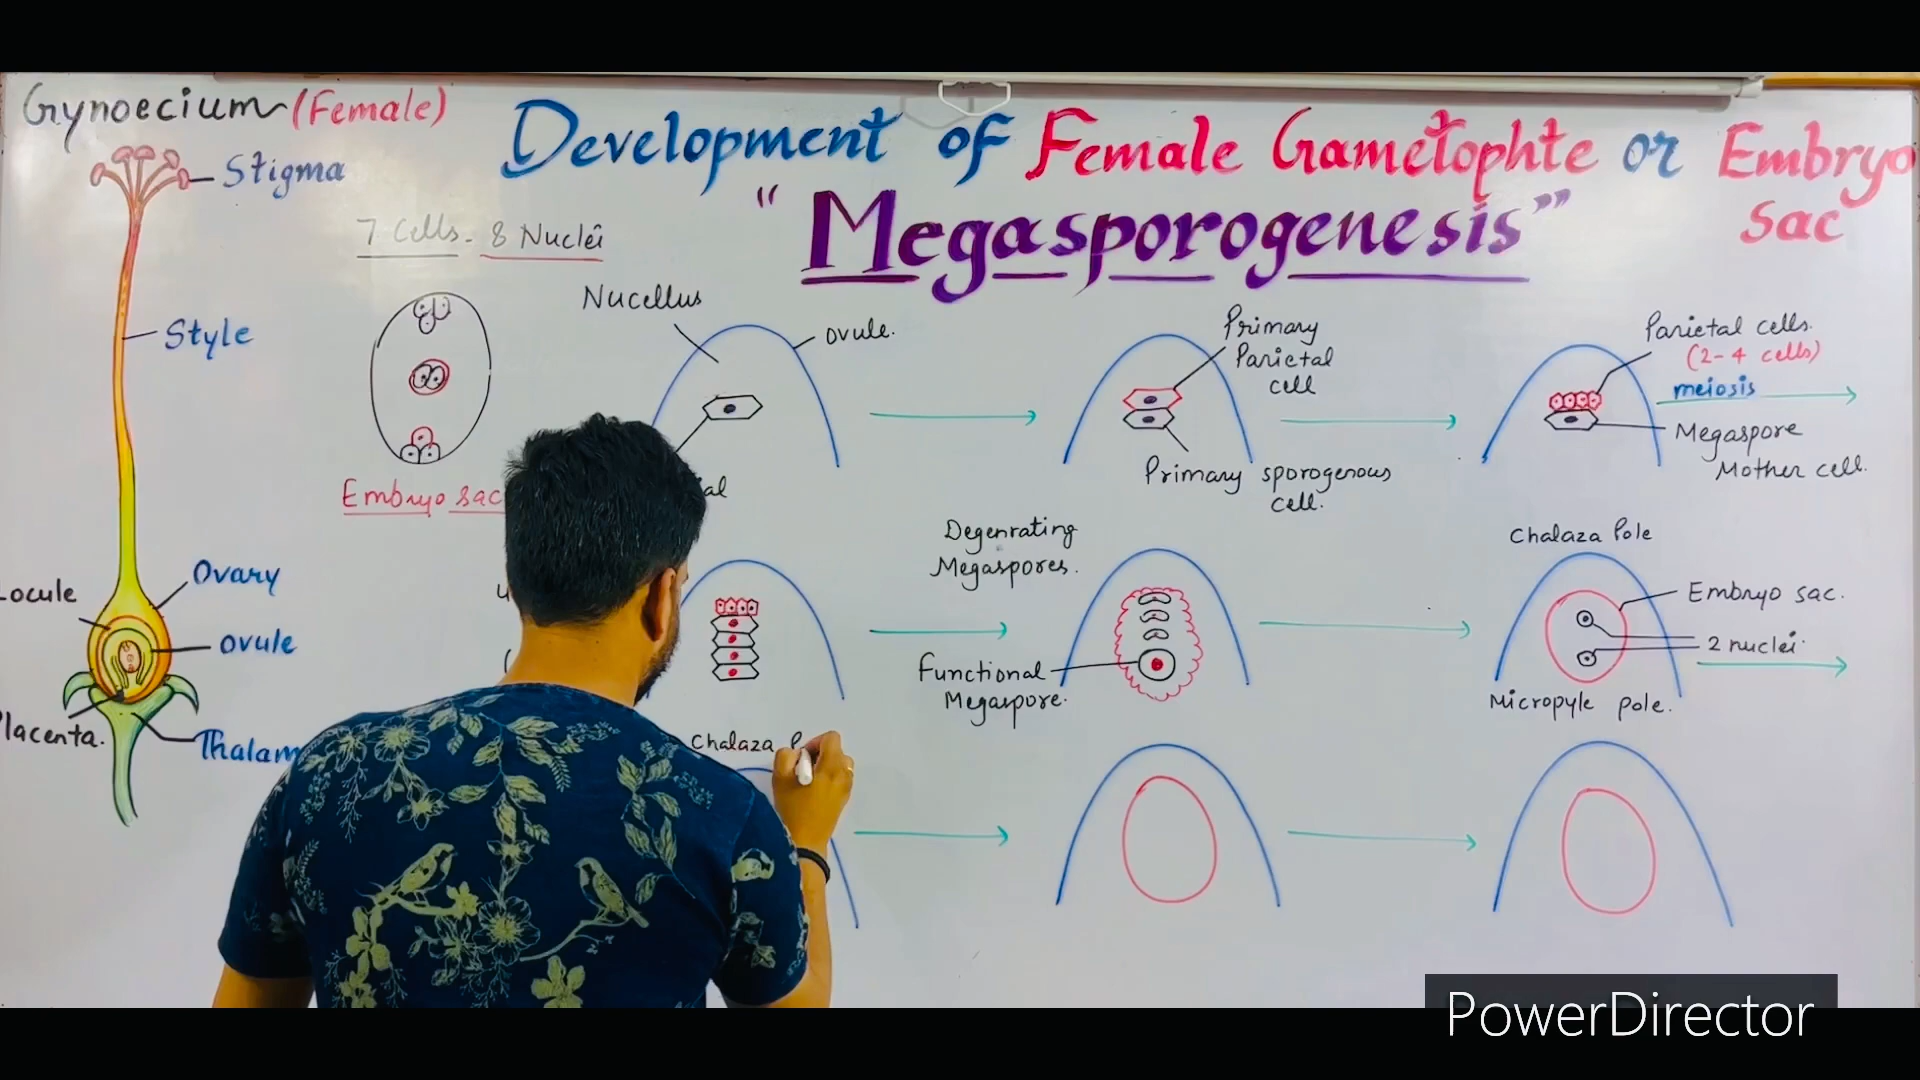 Gynoecium (Female)
Stigma
Style
Locule
Ovary
Ovule
Placenta.
Development of Female Gametophte or Embryo
Sac
"Megasporogenesis"
7 Cells. 8 Nuclei
Embryo sac
Nucellus
ovule.
Primary
Parietal
cell
Primary sporogenous
cell.
Parietal cells.
(2-4 cells)
meiosis
Megaspore
Mother cell.
Degenrating
Megaspores.
Functional
Megaspore.
Chalaza Pole
Embryo sac.
2 nuclei
Micropyle pole.
Chalaza P
PowerDirector